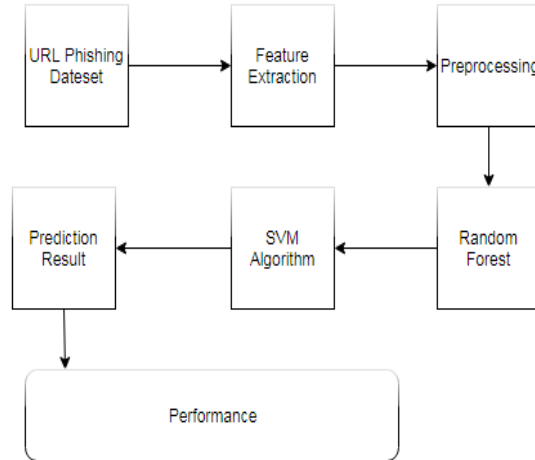 URL Phishing
Dateset
Feature
Extraction
Preprocessing
Prediction
Result
SVM
Algorithm
Random
Forest
Performance